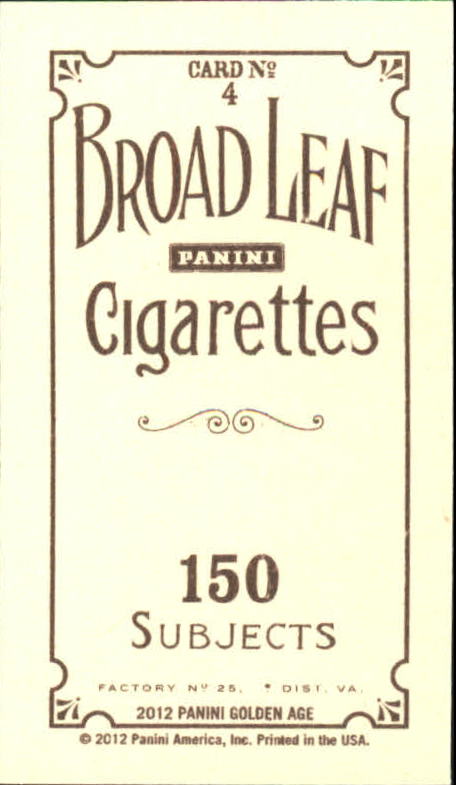 CARD Nº
4
BROAD LEAF
PANINI
Cigarettes
150
SUBJECTS
FACTORY Nº 25. * DIST. VA.
2012 PANINI GOLDEN AGE
© 2012 Panini America, Inc. Printed in the USA.